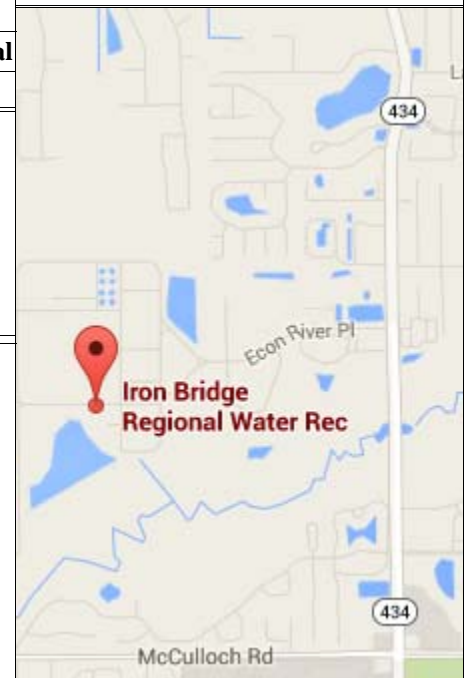 al
434
Econ River Pl
Iron Bridge
Regional Water Rec
434
McCulloch Rd